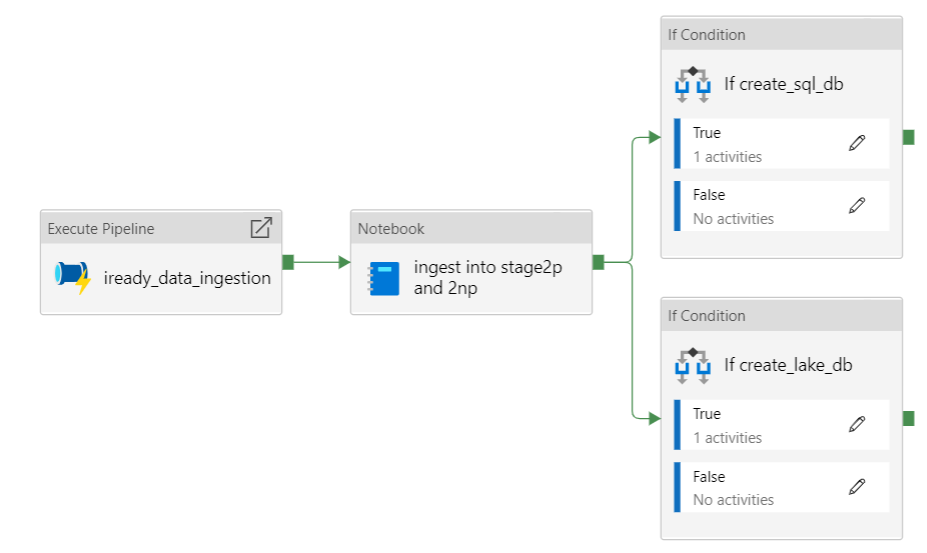 Execute Pipeline
iready_data_ingestion
Notebook
ingest into stage2p
and 2np
If Condition
If create_sql_db
True
1 activities
False
No activities
If Condition
If create_lake_db
True
1 activities
False
No activities